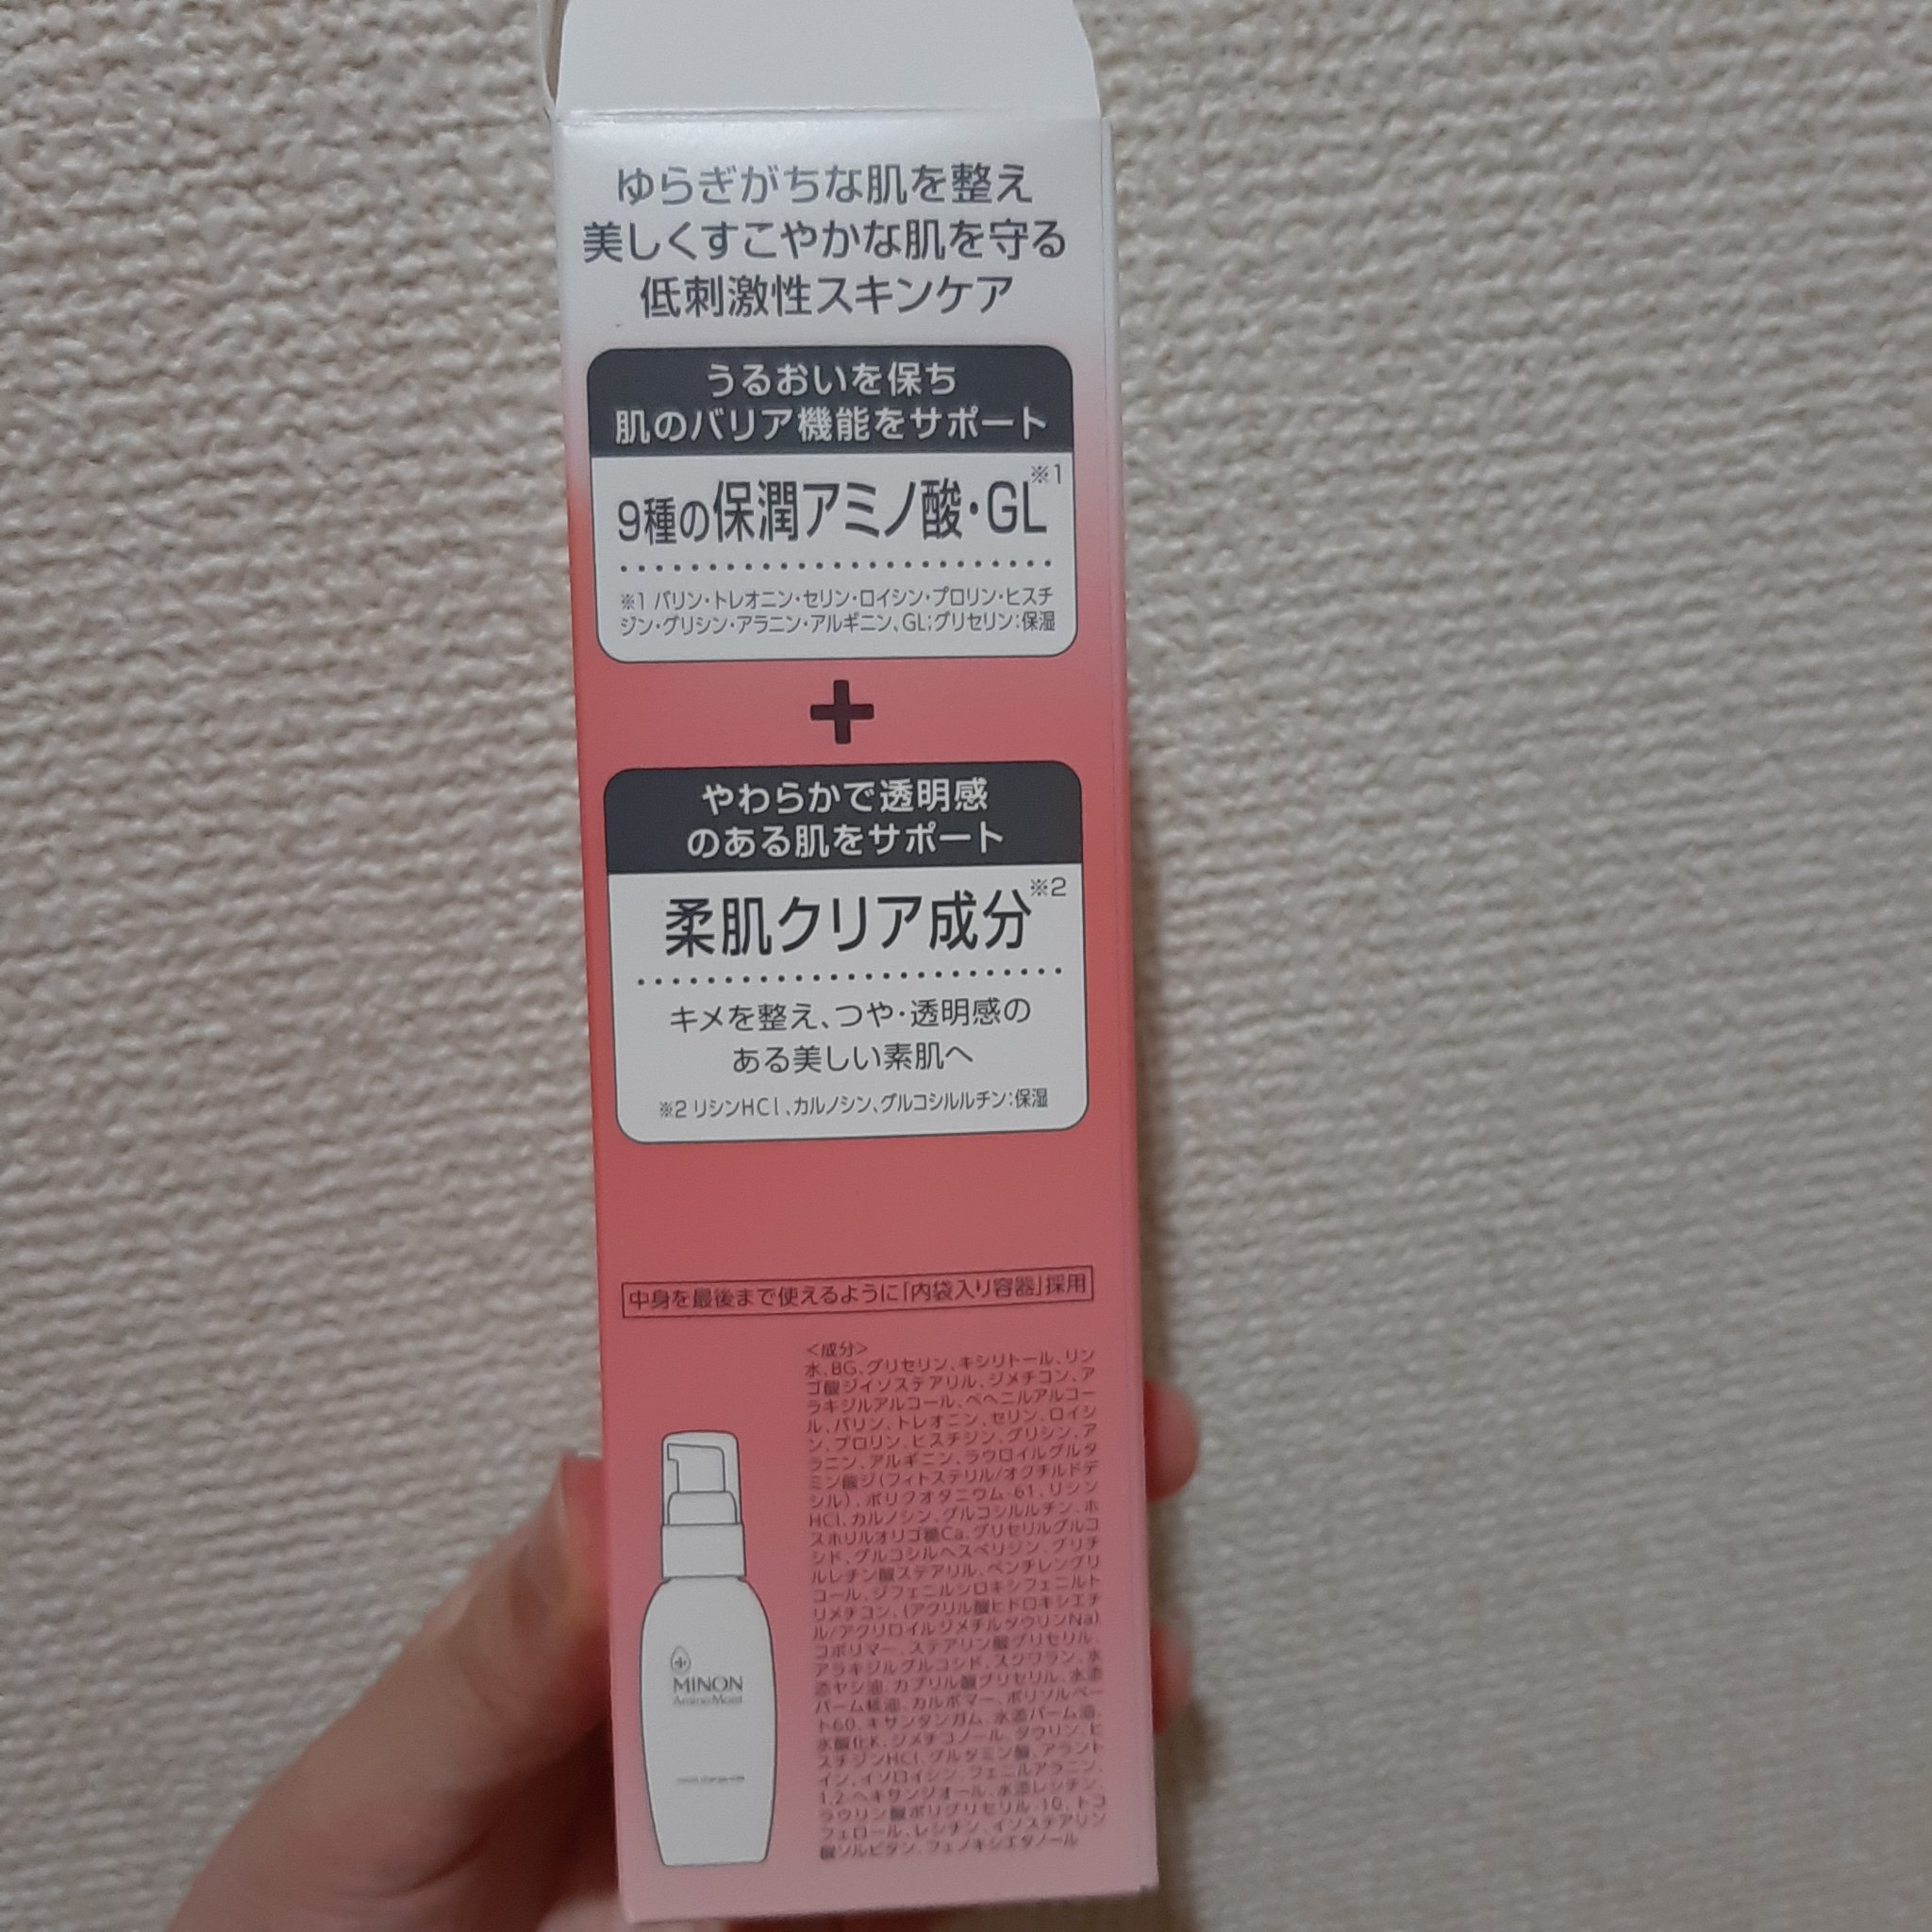 ゆらぎがちな肌を整え
美しくすこやかな肌を守る
低刺激性スキンケア
うるおいを保ち
肌のバリア機能をサポート
9種の保潤アミノ酸・GL※1
※1 バリン・トレオニン・セリン・ロイシン・プロリン・ヒスチ
ジン・グリシン・アラニン・アルギニン、GL;グリセリン:保湿
+
やわらかで透明感
のある肌をサポート
柔肌クリア成分※2
キメを整え、つや・透明感の
ある美しい素肌へ
※2 リシンHCl、カルノシン、グルコシルルチン:保湿
中身を最後まで使えるように「内袋入り容器」採用
<成分>
水、BG、グリセリン、キシリトール、リン
ゴ酸ジイソステアリル、ジメチコン、ア
ラキジルアルコール、ベヘニルアルコー
ル、バリン、トレオニン、セリン、ロイシ
ン、プロリン、ヒスチジン、グリシン、ア
ラニン、アルギニン、ラウロイルグルタ
ミン酸ジ(フィトステリル/オクチルドデ
シル)、ポリクオタニウム-61、リシン
HCl、カルノシン、グルコシルルチン、ホ
スホリルオリゴ糖Ca、グリセリルグルコ
シド、グルコシルヘスペリジン、グリチ
ルレチン酸ステアリル、ペンチレングリ
コール、ジフェニルシロキシフェニルト
リメチコン、(アクリル酸ヒドロキシエチ
ル/アクリロイルジメチルタウリンNa)
コポリマー、ステアリン酸グリセリル、
アラキジルグルコシド、スクワラン、水
添ヤシ油、カプリル酸グリセリル、水添
パーム核油、カルボマー、ポリソルベー
ト60、キサンタンガム、水添パーム油、
水酸化K、ジメチコノール、タウリン、ヒ
スチジンHCl、グルタミン酸、アラント
イン、イソロイシン、フェニルアラニン、
1,2-ヘキサンジオール、水添レシチン、
ラウリン酸ポリグリセリル-10、トコ
フェロール、レシチン、イソステアリン
酸ソルビタン、フェノキシエタノール
MINON
Amino Moist